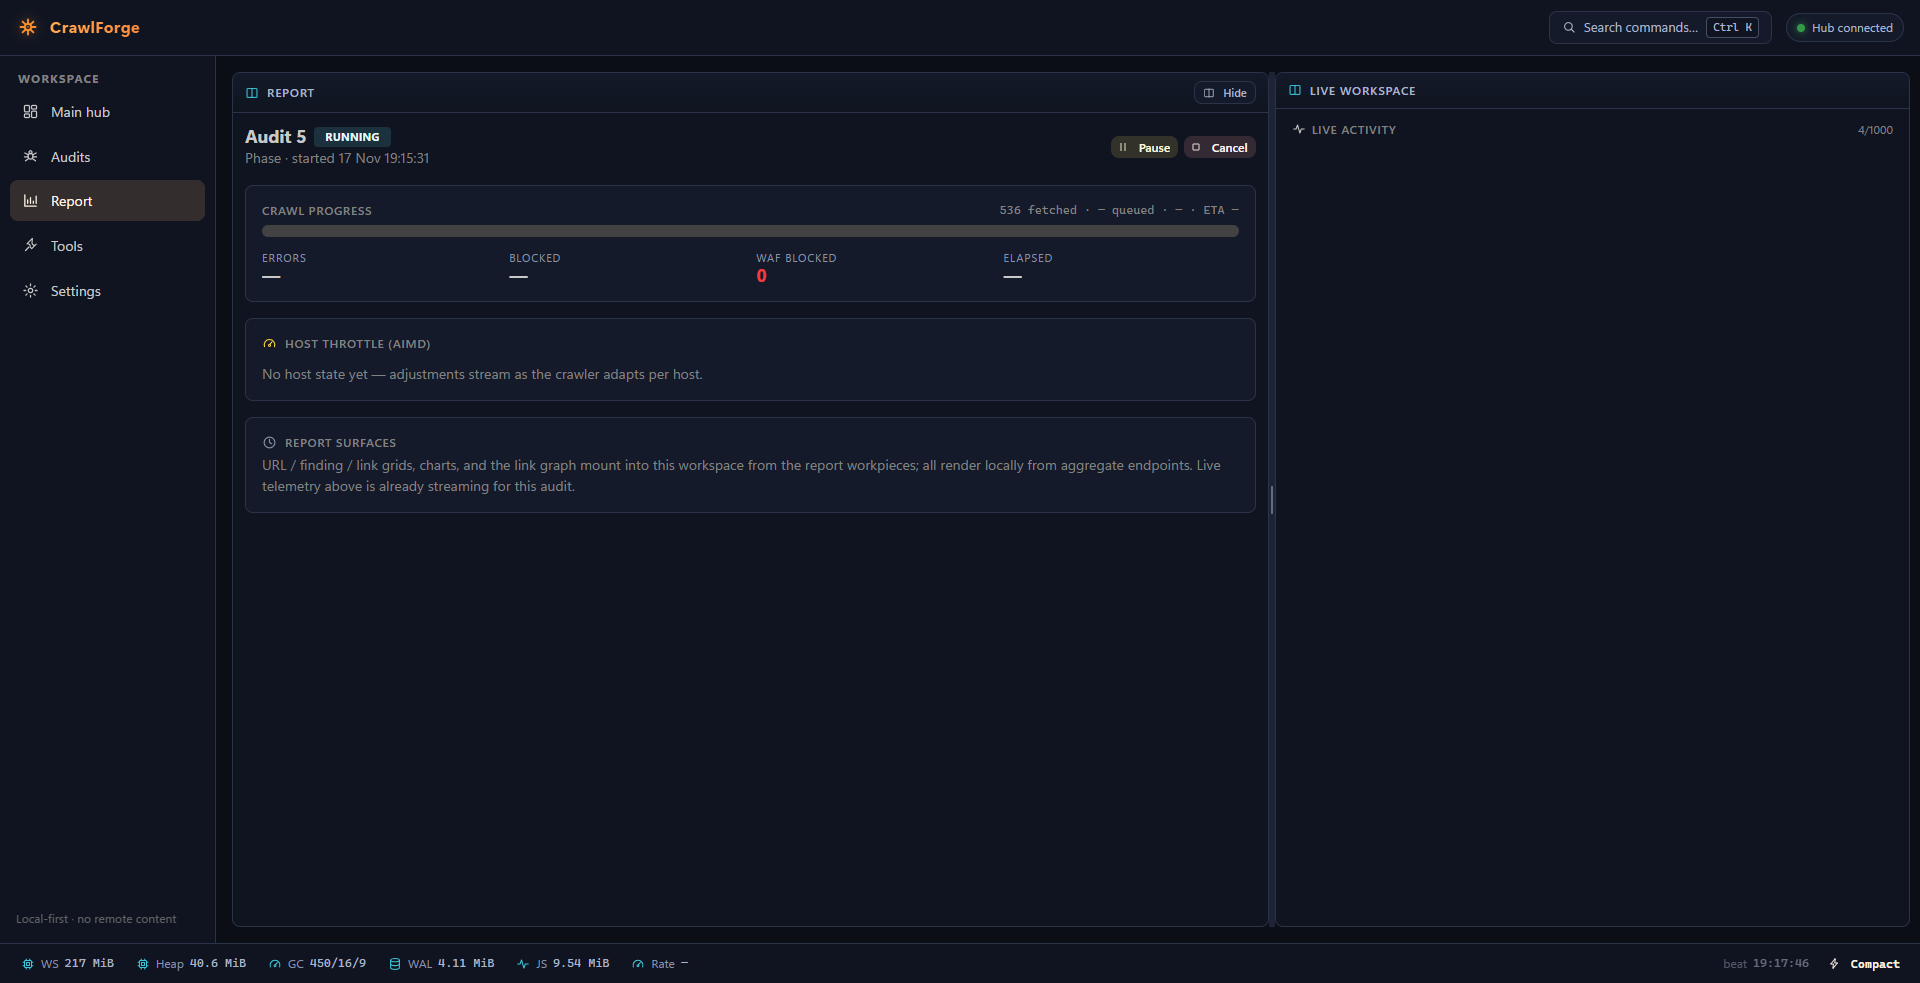 CrawlForge
Search commands... Ctrl K
Hub connected
WORKSPACE
Main hub
Audits
Report
Tools
Settings
Local-first · no remote content
REPORT
Hide
Audit 5 RUNNING
Phase · started 17 Nov 19:15:31
Pause
Cancel
CRAWL PROGRESS
536 fetched · — queued · — · ETA —
ERRORS
—
BLOCKED
—
WAF BLOCKED
0
ELAPSED
—
HOST THROTTLE (AIMD)
No host state yet — adjustments stream as the crawler adapts per host.
REPORT SURFACES
URL / finding / link grids, charts, and the link graph mount into this workspace from the report workpieces; all render locally from aggregate endpoints. Live
telemetry above is already streaming for this audit.
LIVE WORKSPACE
LIVE ACTIVITY
4/1000
WS 217 MiB
Heap 40.6 MiB
GC 450/16/9
WAL 4.11 MiB
JS 9.54 MiB
Rate —
beat 19:17:46
Compact